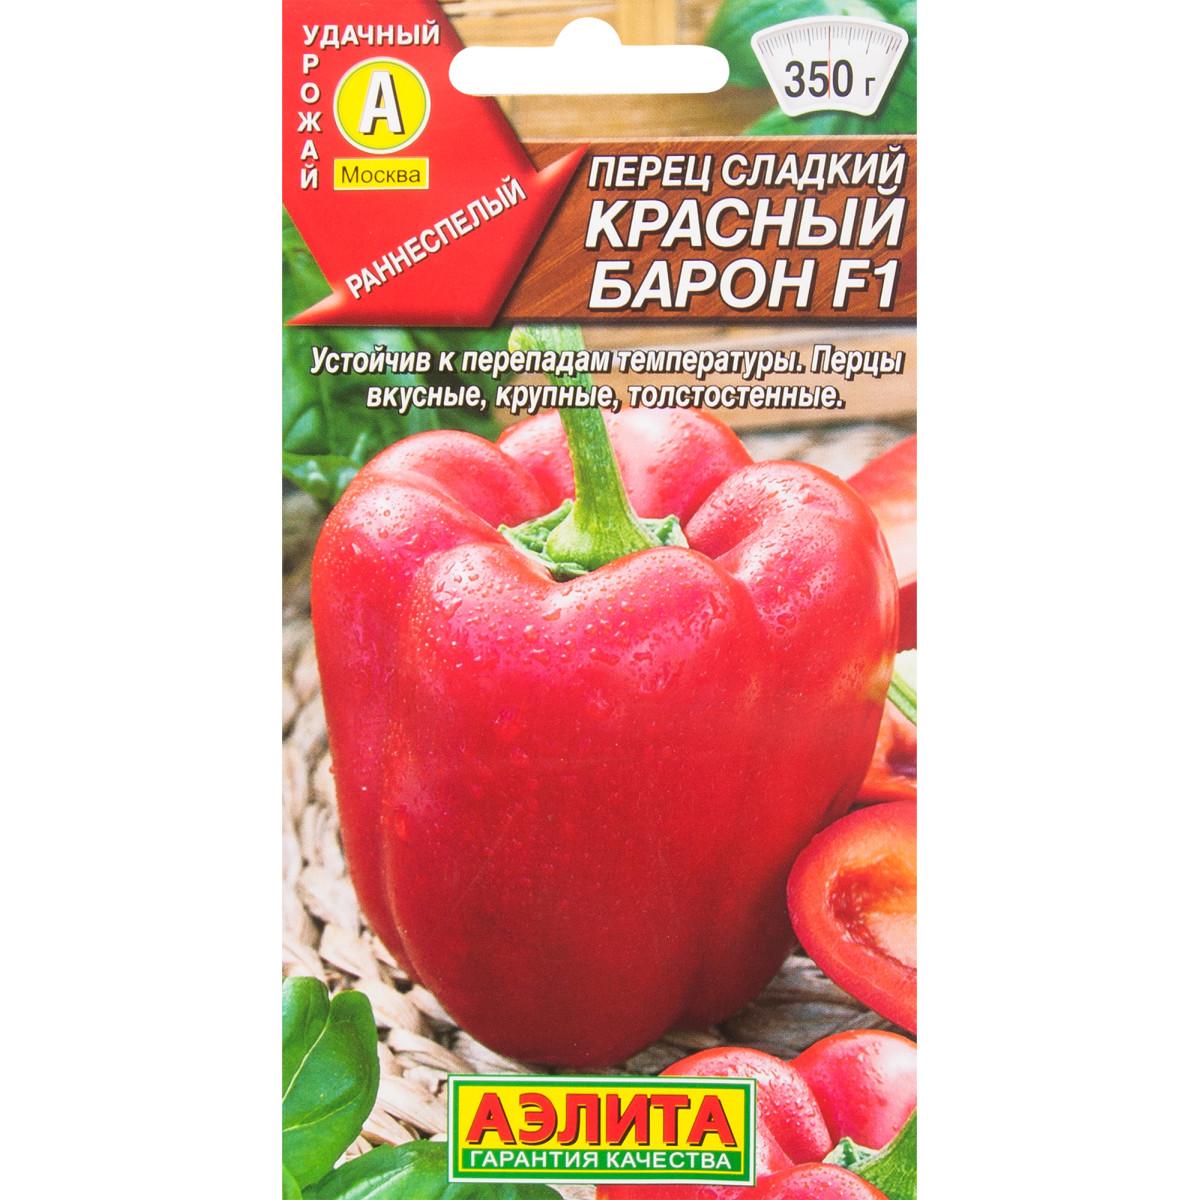 УДАЧНЫЙ
УРОЖАЙ
А
Москва
РАННЕСПЕЛЫЙ
350 г
ПЕРЕЦ СЛАДКИЙ
КРАСНЫЙ
БАРОН F1
Устойчив к перепадам температуры. Перцы
вкусные, крупные, толстостенные.
АЭЛИТА
ГАРАНТИЯ КАЧЕСТВА